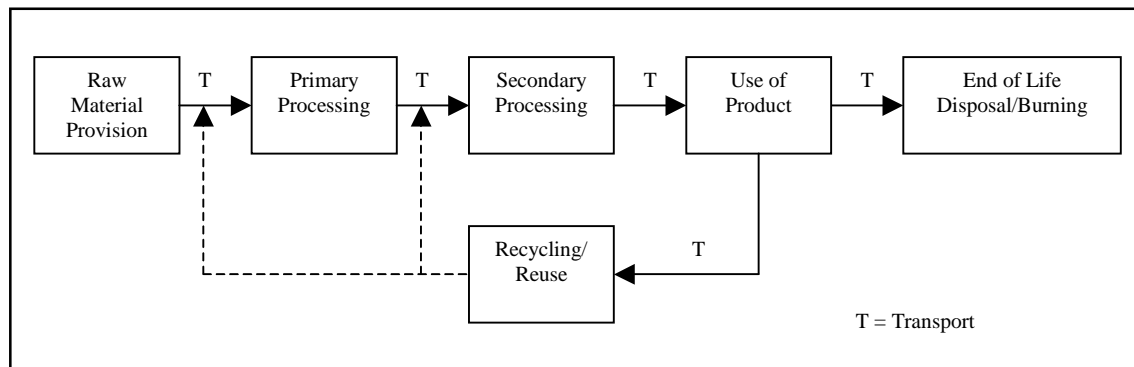 Raw
Material
Provision
T
Primary
Processing
T
Secondary
Processing
T
Use of
Product
T
End of Life
Disposal/Burning
Recycling/
Reuse
T
T = Transport